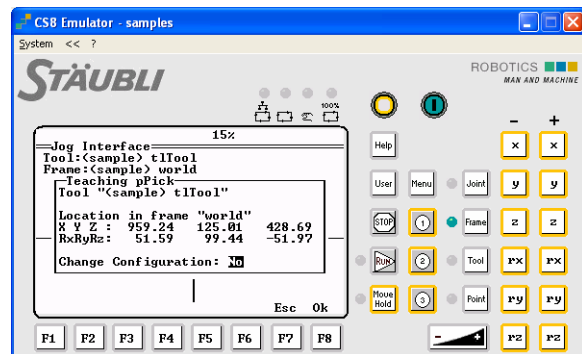 CS8 Emulator - samples
System << ?
STÄUBLI
ROBOTICS
MAN AND MACHINE
100%
- +
15%
Jog Interface
Tool:(sample) tlTool
Frame:(sample) world
Teaching pPick
Tool "(sample) tlTool"
Location in frame "world"
X Y Z : 959.24 125.01 428.69
RxRyRz: 51.59 99.44 -51.97
Change Configuration: No
Esc Ok
Help x x
User Menu Joint y y
STOP 1 Frame z z
RUN 2 Tool rx rx
Move Hold 3 Point ry ry
F1 F2 F3 F4 F5 F6 F7 F8 - + rz rz